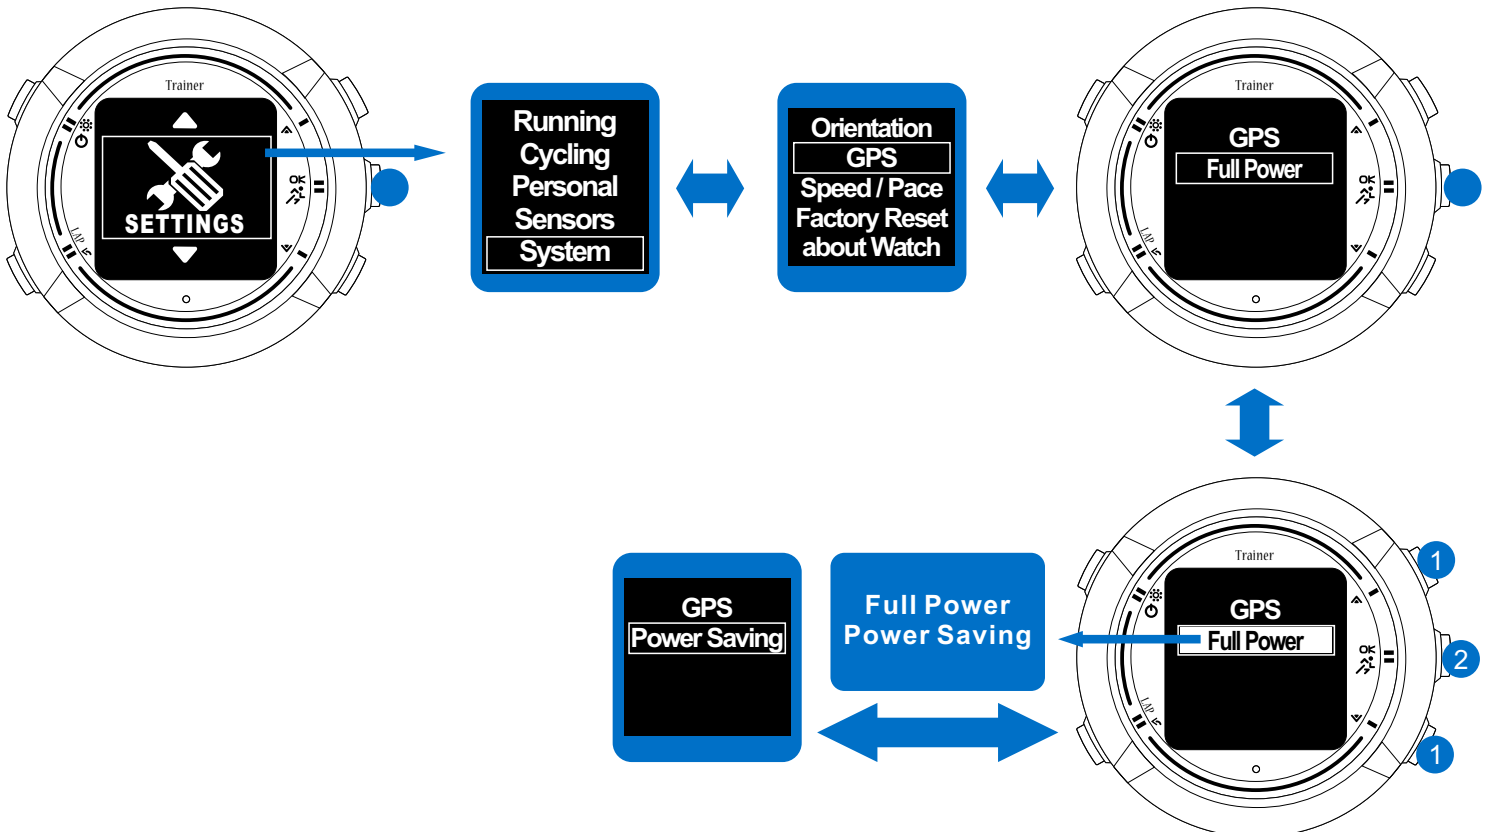 Trainer
SETTINGS
OK
LAP
Running
Cycling
Personal
Sensors
System
Orientation
GPS
Speed / Pace
Factory Reset
about Watch
Trainer
GPS
Full Power
OK
LAP
Trainer
GPS
Full Power
OK
LAP
1
2
1
Full Power
Power Saving
GPS
Power Saving